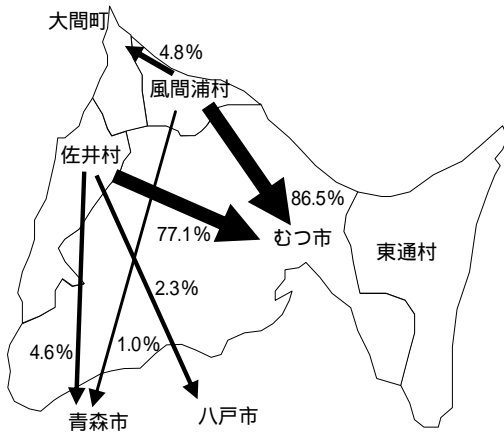 大間町
4.8%
風間浦村
佐井村
86.5%
77.1%
むつ市
東通村
2.3%
4.6%
1.0%
青森市
八戸市